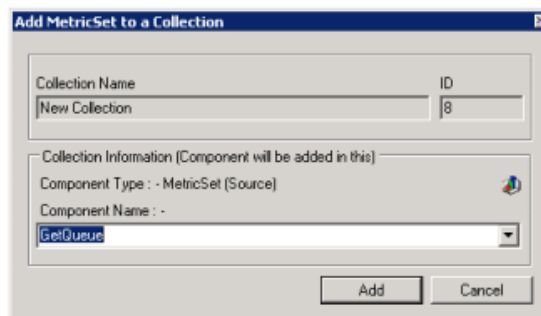 Add MetricSet to a Collection
Collection Name ID
New Collection 8
Collection Information (Component will be added in this)
Component Type : - MetricSet (Source)
Component Name : -
GetQueue
Add Cancel